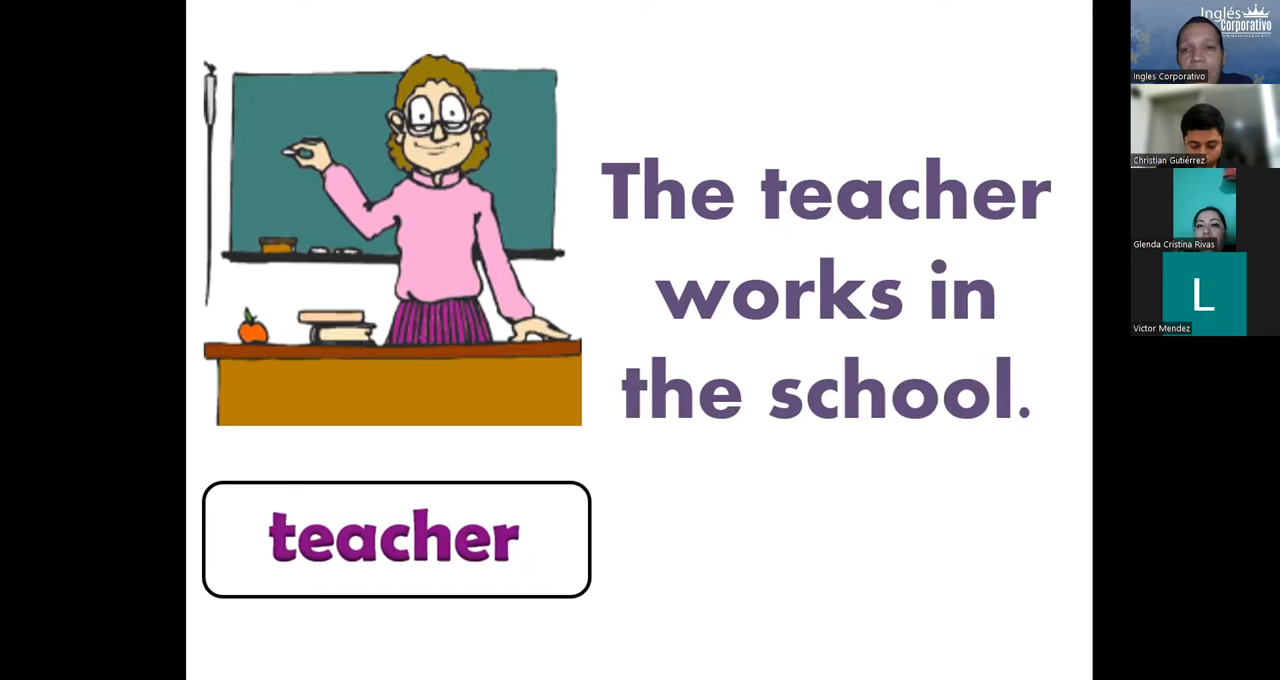 The teacher
works in
the school.
teacher
Inglés
Corporativo
Ingles Corporativo
Christian Gutiérrez
Glenda Cristina Rivas
L
Victor Mendez